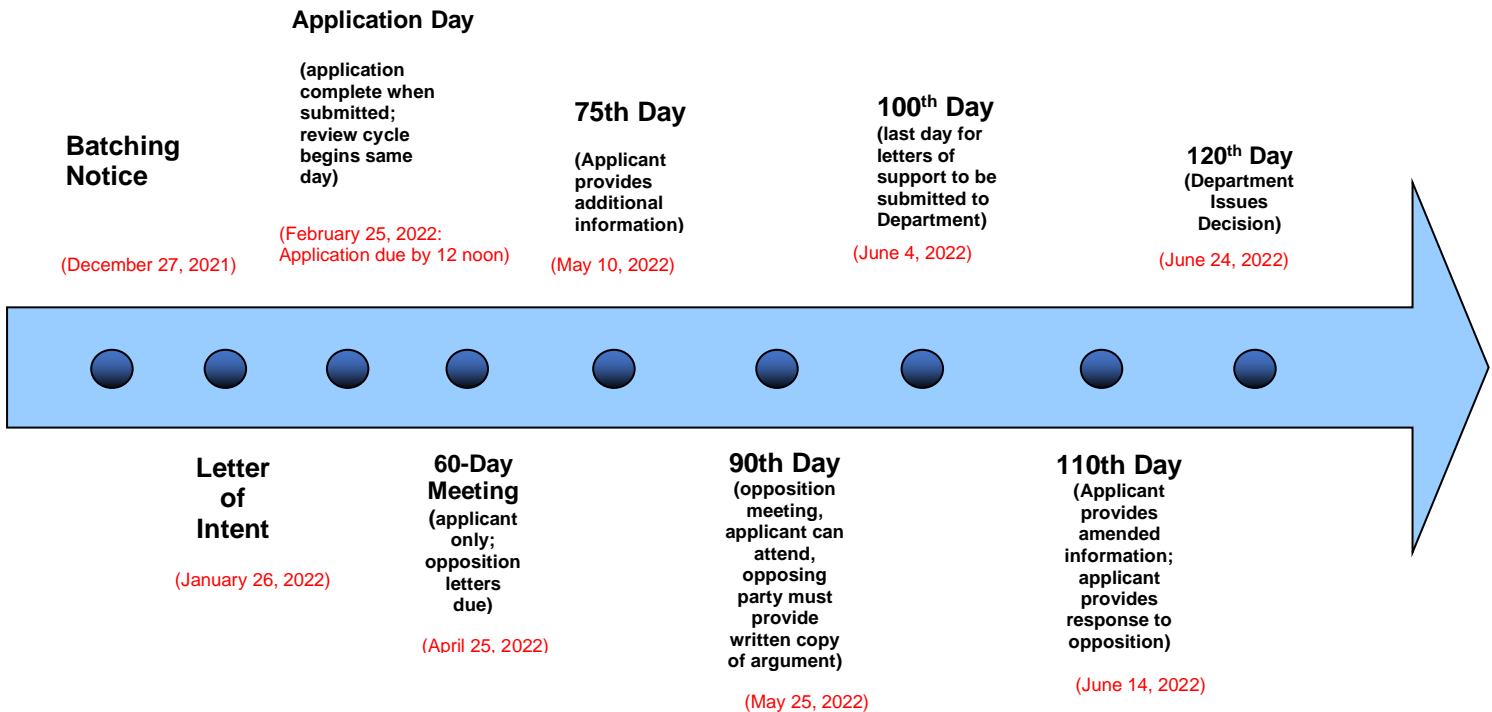 Batching
Notice
(December 27, 2021)
Letter
of
Intent
(January 26, 2022)
Application Day
(application
complete when
submitted;
review cycle
begins same
day)
(February 25, 2022:
Application due by 12 noon)
60-Day
Meeting
(applicant
only;
opposition
letters
due)
(April 25, 2022)
75th Day
(Applicant
provides
additional
information)
(May 10, 2022)
90th Day
(opposition
meeting,
applicant can
attend,
opposing
party must
provide
written copy
of argument)
(May 25, 2022)
100th Day
(last day for
letters of
support to be
submitted to
Department)
(June 4, 2022)
110th Day
(Applicant
provides
amended
information;
applicant
provides
response to
opposition)
(June 14, 2022)
120th Day
(Department
Issues
Decision)
(June 24, 2022)